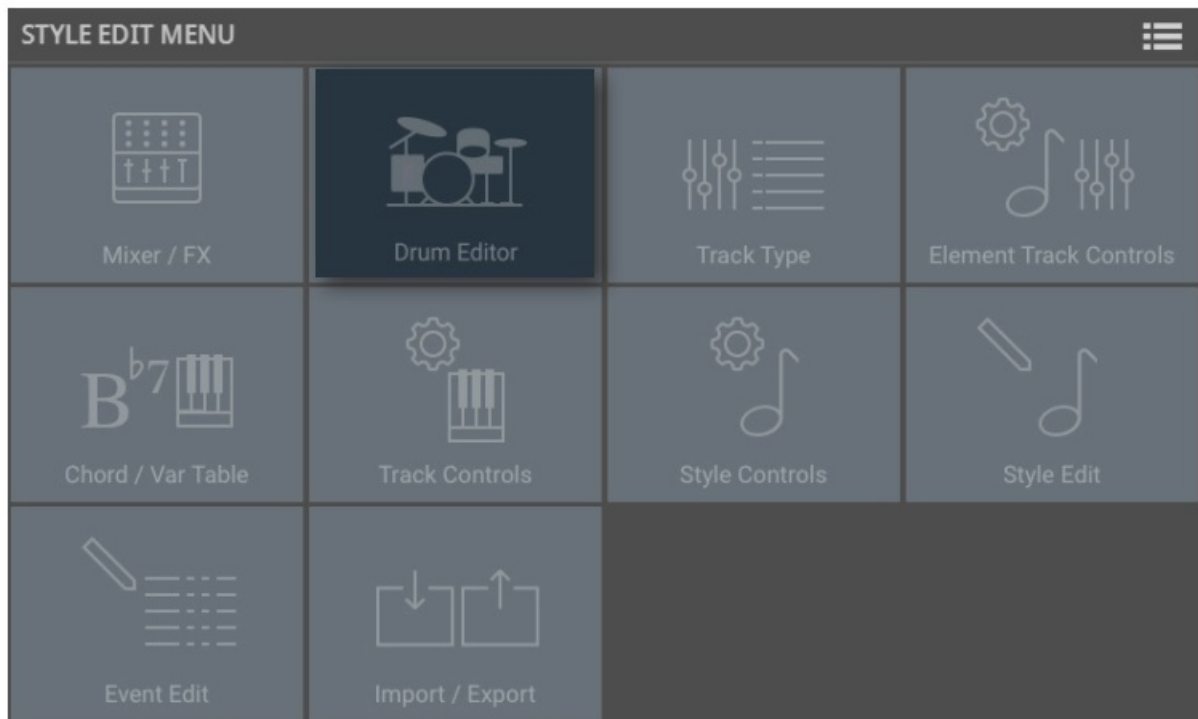 STYLE EDIT MENU
Mixer / FX
Drum Editor
Track Type
Element Track Controls
B♭7
Chord / Var Table
Track Controls
Style Controls
Style Edit
Event Edit
Import / Export